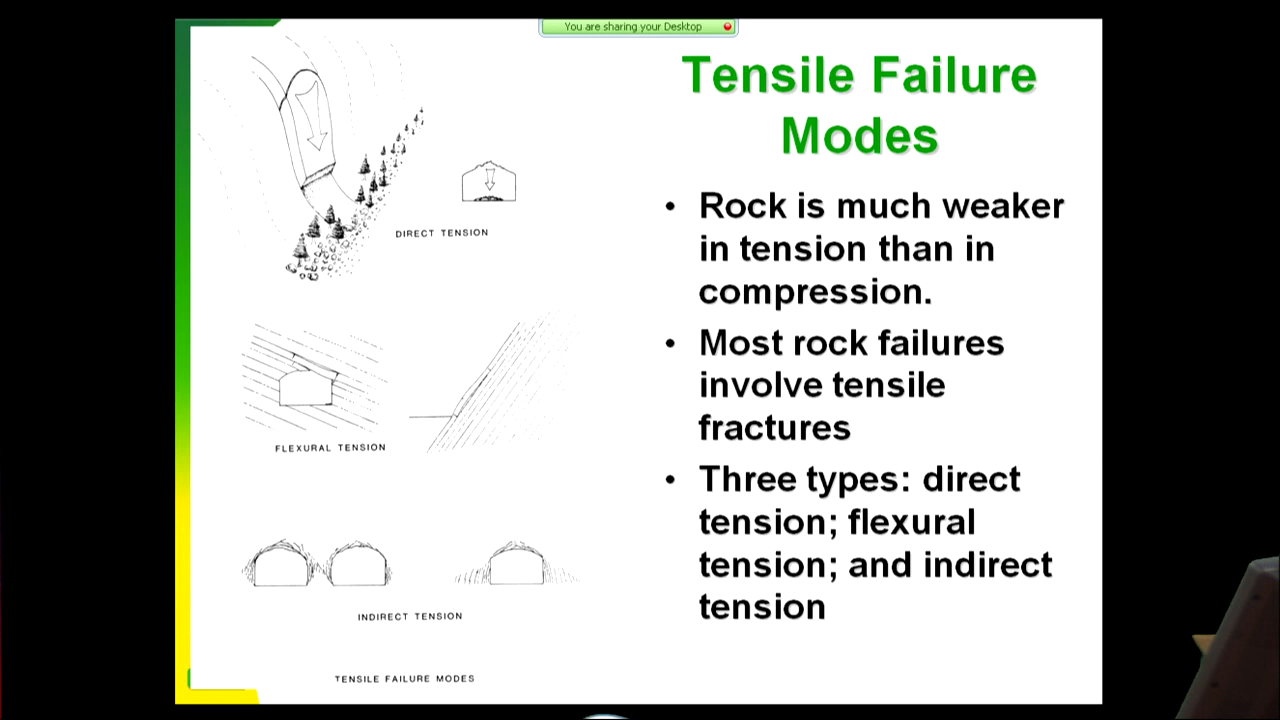 You are sharing your Desktop
Tensile Failure
Modes
• Rock is much weaker
in tension than in
compression.
• Most rock failures
involve tensile
fractures
• Three types: direct
tension; flexural
tension; and indirect
tension
DIRECT TENSION
FLEXURAL TENSION
INDIRECT TENSION
TENSILE FAILURE MODES